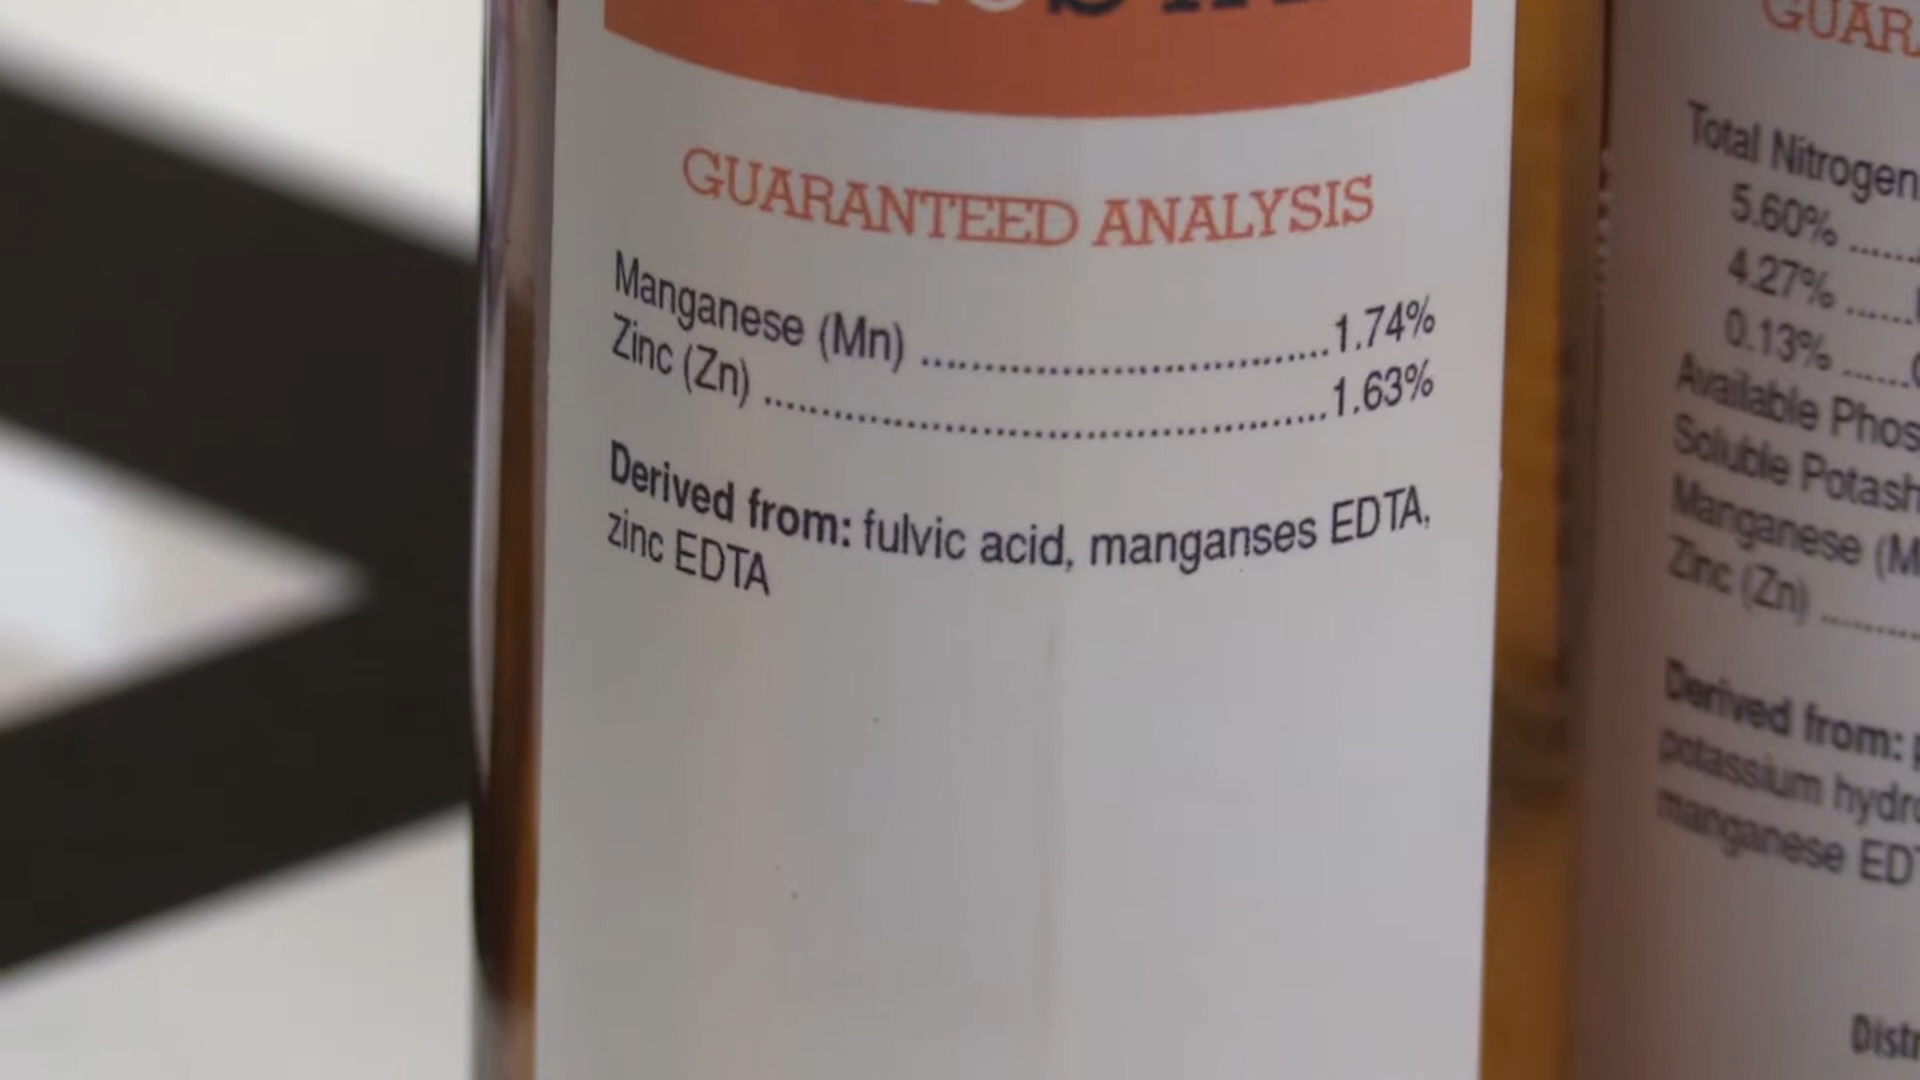 GUARANTEED ANALYSIS
Manganese (Mn) ........................................1.74%
Zinc (Zn) ........................................................1.63%
Derived from: fulvic acid, manganses EDTA,
zinc EDTA
GUAR
Total Nitrogen
5.60% ......
4.27% ......
0.13% ......
Available Phos
Soluble Potash
Manganese (M
Zinc (Zn) ..........
Derived from:
potassium hydro
manganese EDT
Distr